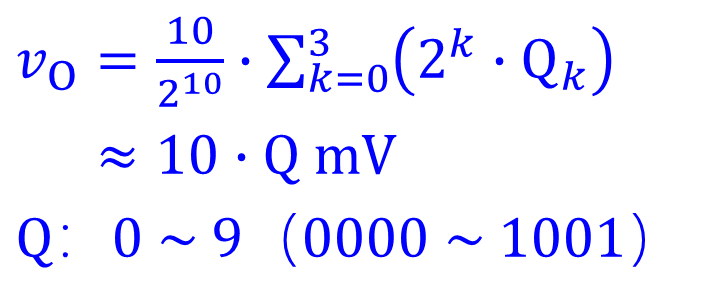 v_O = 10/2^10 · ∑_{k=0}^{3}(2^k · Q_k)
≈ 10 · Q mV
Q: 0 ~ 9 (0000 ~ 1001)